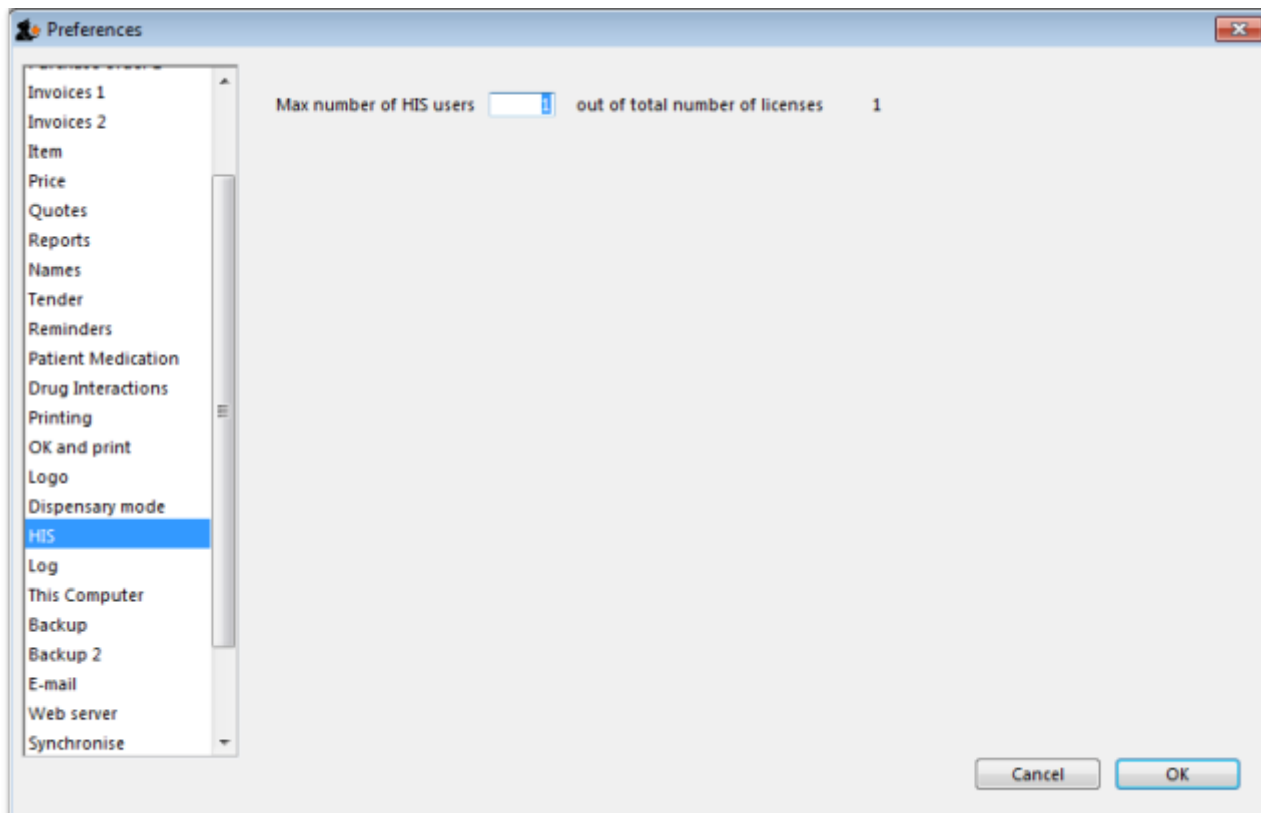 Preferences
Invoices 1
Invoices 2
Item
Price
Quotes
Reports
Names
Tender
Reminders
Patient Medication
Drug Interactions
Printing
OK and print
Logo
Dispensary mode
HIS
Log
This Computer
Backup
Backup 2
E-mail
Web server
Synchronise
Max number of HIS users 1 out of total number of licenses 1
Cancel OK